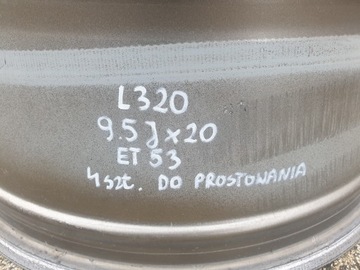 L320
9.5J x 20
ET 53
4szt. DO PROSTOWANIA